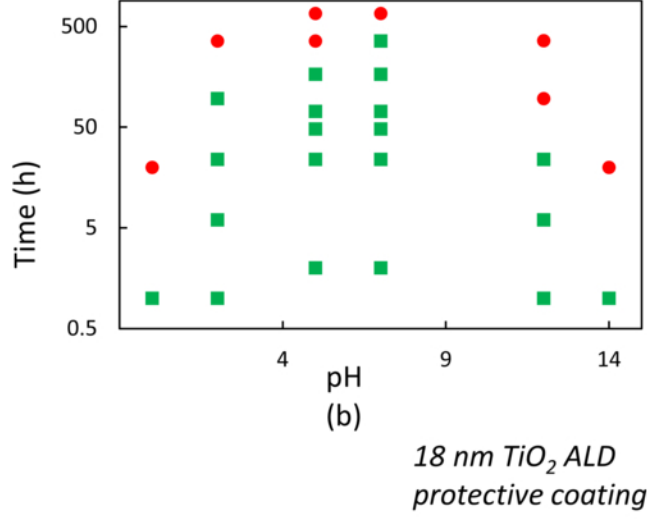 500
50
5
0.5
Time (h)
4 9 14
pH
(b)
18 nm TiO₂ ALD
protective coating